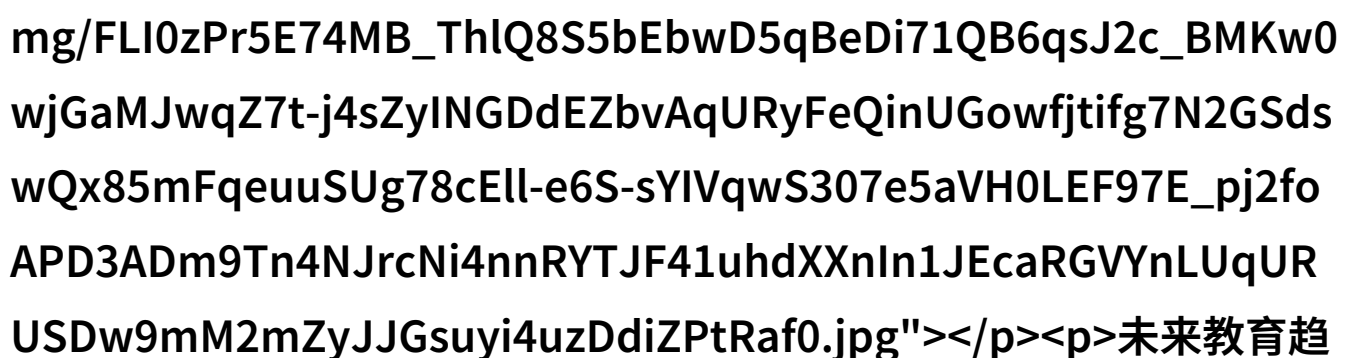 mg/FLI0zPr5E74MB_ThlQ8S5bEbwD5qBeDi71QB6qsJ2c_BMKw0
wjGaMJwqZ7t-j4sZyINGDdEZbvAqURyFeQinUGowfjtifg7N2GSds
wQx85mFqeuuSUg78cEll-e6S-sYIVqwS307e5aVH0LEF97E_pj2fo
APD3ADm9Tn4NJrcNi4nnRYTJF41uhdXXnIn1JEcaRGVYnLUqUR
USDw9mM2mZyJJGsuyi4uzDdiZPtRaf0.jpg"></p><p>未来教育趋